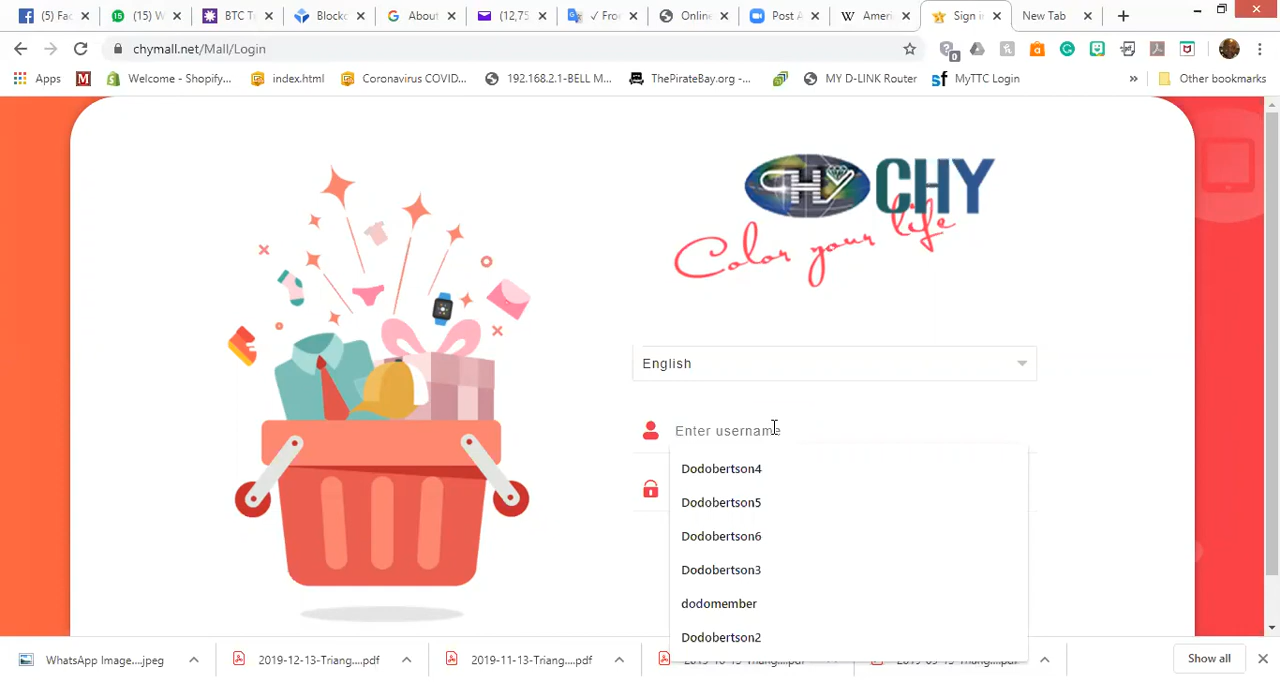 (5) Fa
(15) W
BTC T
Blockc
About
(12,75
✓ Fro
Online
Post A
Ameri
Sign i
New Tab
chymall.net/Mall/Login
Apps
Welcome - Shopify...
index.html
Coronavirus COVID...
192.168.2.1-BELL M...
ThePirateBay.org -...
MY D-LINK Router
sf
MyTTC Login
»
Other bookmarks
CHY CHY
Color your life
English
Enter username
Dodobertson4
Dodobertson5
Dodobertson6
Dodobertson3
dodomember
Dodobertson2
WhatsApp Image....jpeg
2019-12-13-Triang....pdf
2019-11-13-Triang....pdf
Show all